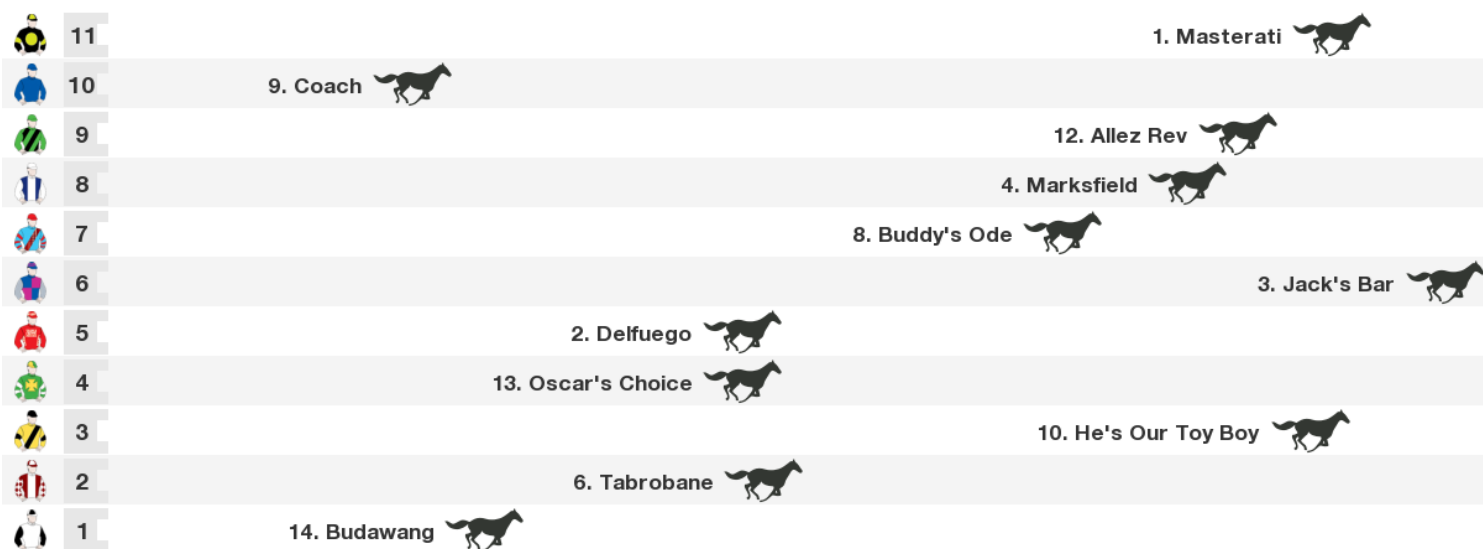 11 1. Masterati
10 9. Coach
9 12. Allez Rev
8 4. Marksfield
7 8. Buddy's Ode
6 3. Jack's Bar
5 2. Delfuego
4 13. Oscar's Choice
3 10. He's Our Toy Boy
2 6. Tabrobane
1 14. Budawang